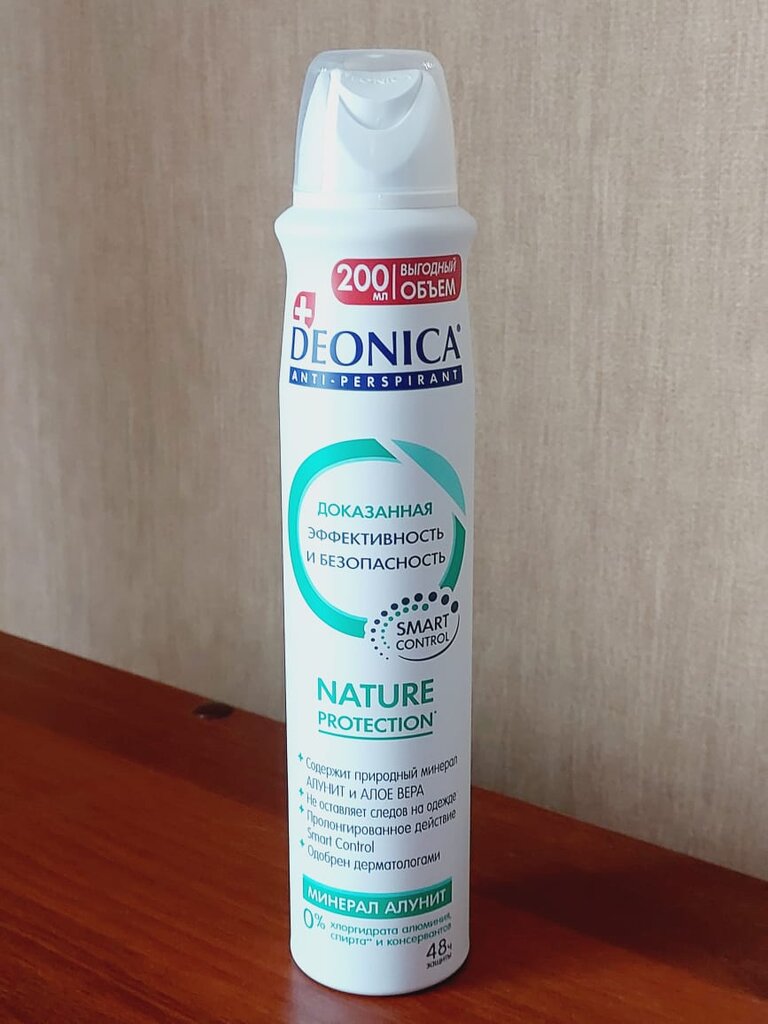 200 мл
ВЫГОДНЫЙ
ОБЪЕМ
DEONICA®
ANTI-PERSPIRANT
ДОКАЗАННАЯ
ЭФФЕКТИВНОСТЬ
И БЕЗОПАСНОСТЬ
SMART
CONTROL
NATURE
PROTECTION*
Содержит природный минерал
АЛУНИТ и АЛОЕ ВЕРА
Не оставляет следов на одежде
Пролонгированное действие
Smart Control
Одобрен дерматологами
МИНЕРАЛ АЛУНИТ
0% хлоргидрата алюминия,
спирта** и консервантов
48ч
защиты